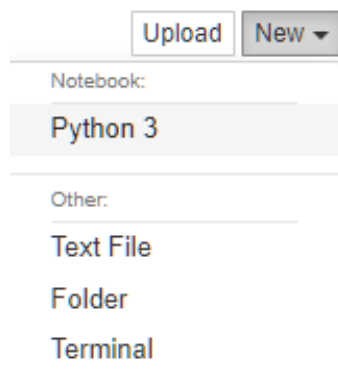 Upload New
Notebook:
Python 3
Other:
Text File
Folder
Terminal